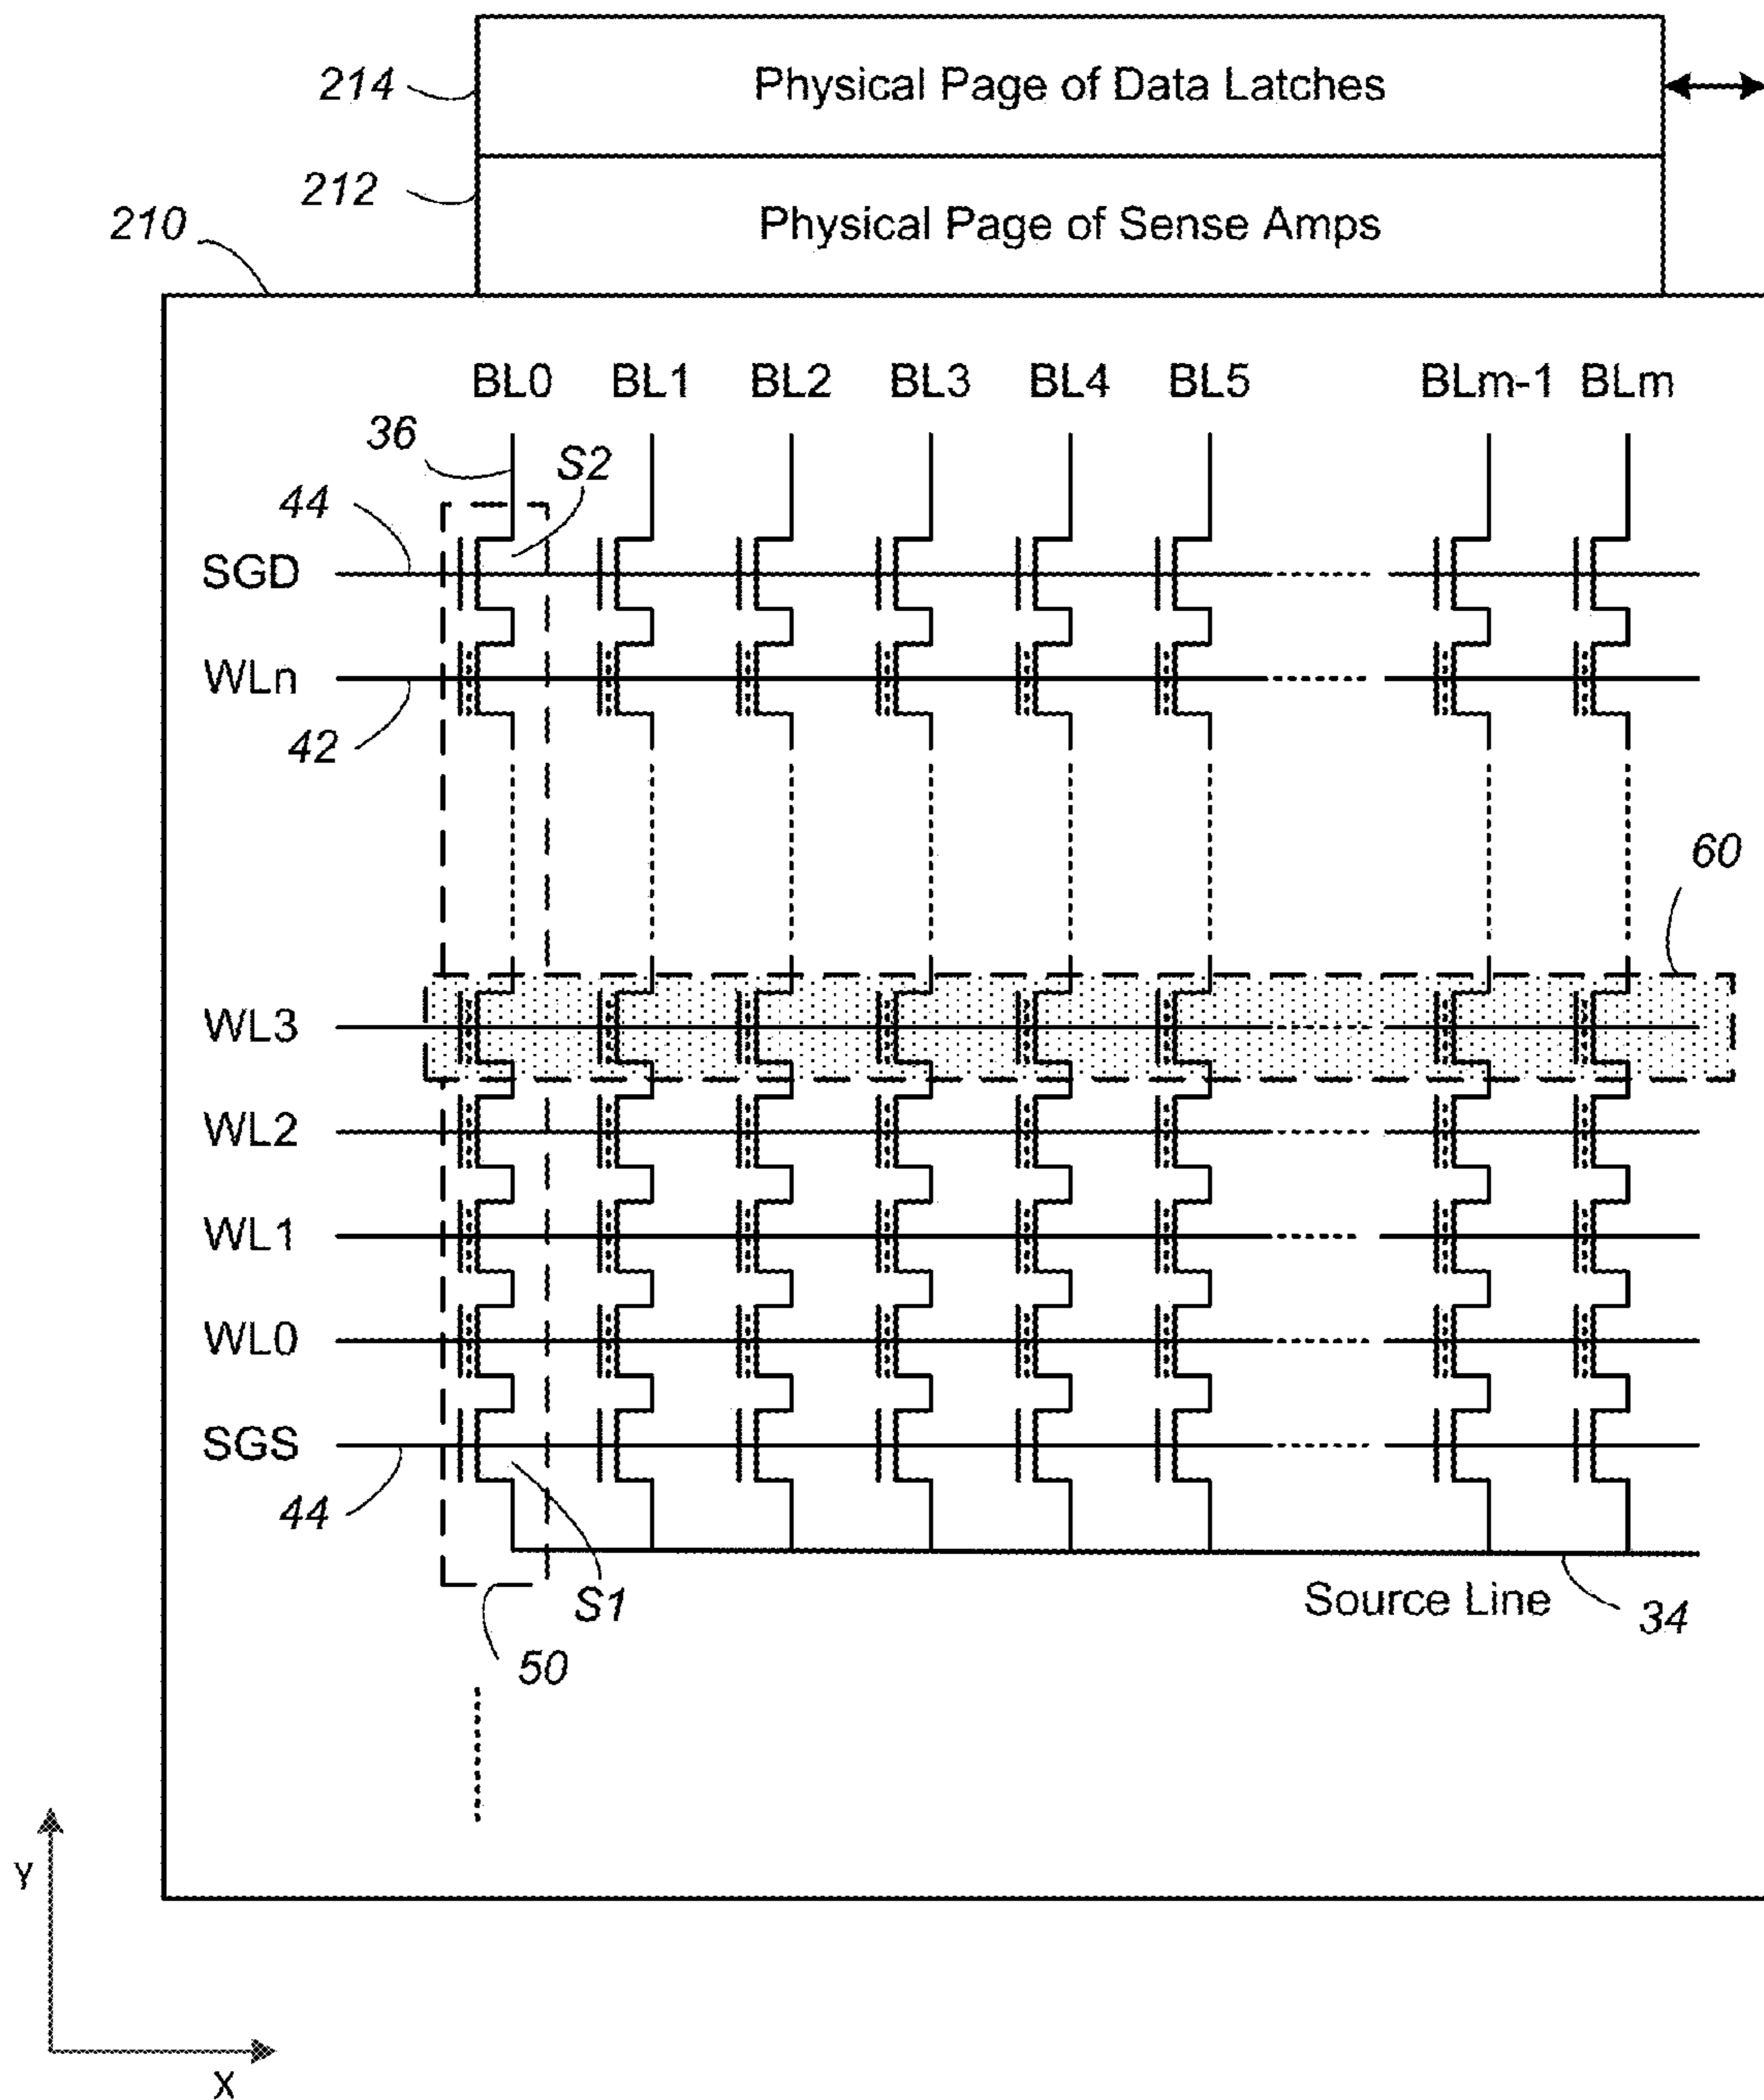 214
Physical Page of Data Latches
212
Physical Page of Sense Amps
210
BL0 BL1 BL2 BL3 BL4 BL5 BLm-1 BLm
36
S2
44
SGD
WLn
42
60
WL3
WL2
WL1
WL0
SGS
44
S1
Source Line
34
50
Y
X